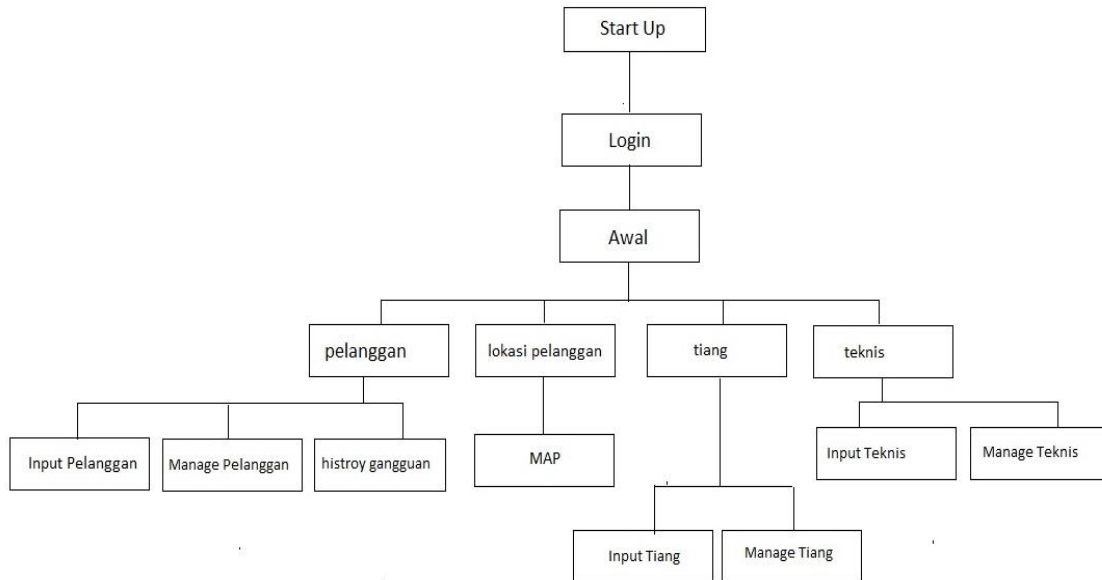 Start Up
Login
Awal
pelanggan
lokasi pelanggan
tiang
teknis
Input Pelanggan
Manage Pelanggan
histroy gangguan
MAP
Input Teknis
Manage Teknis
Input Tiang
Manage Tiang